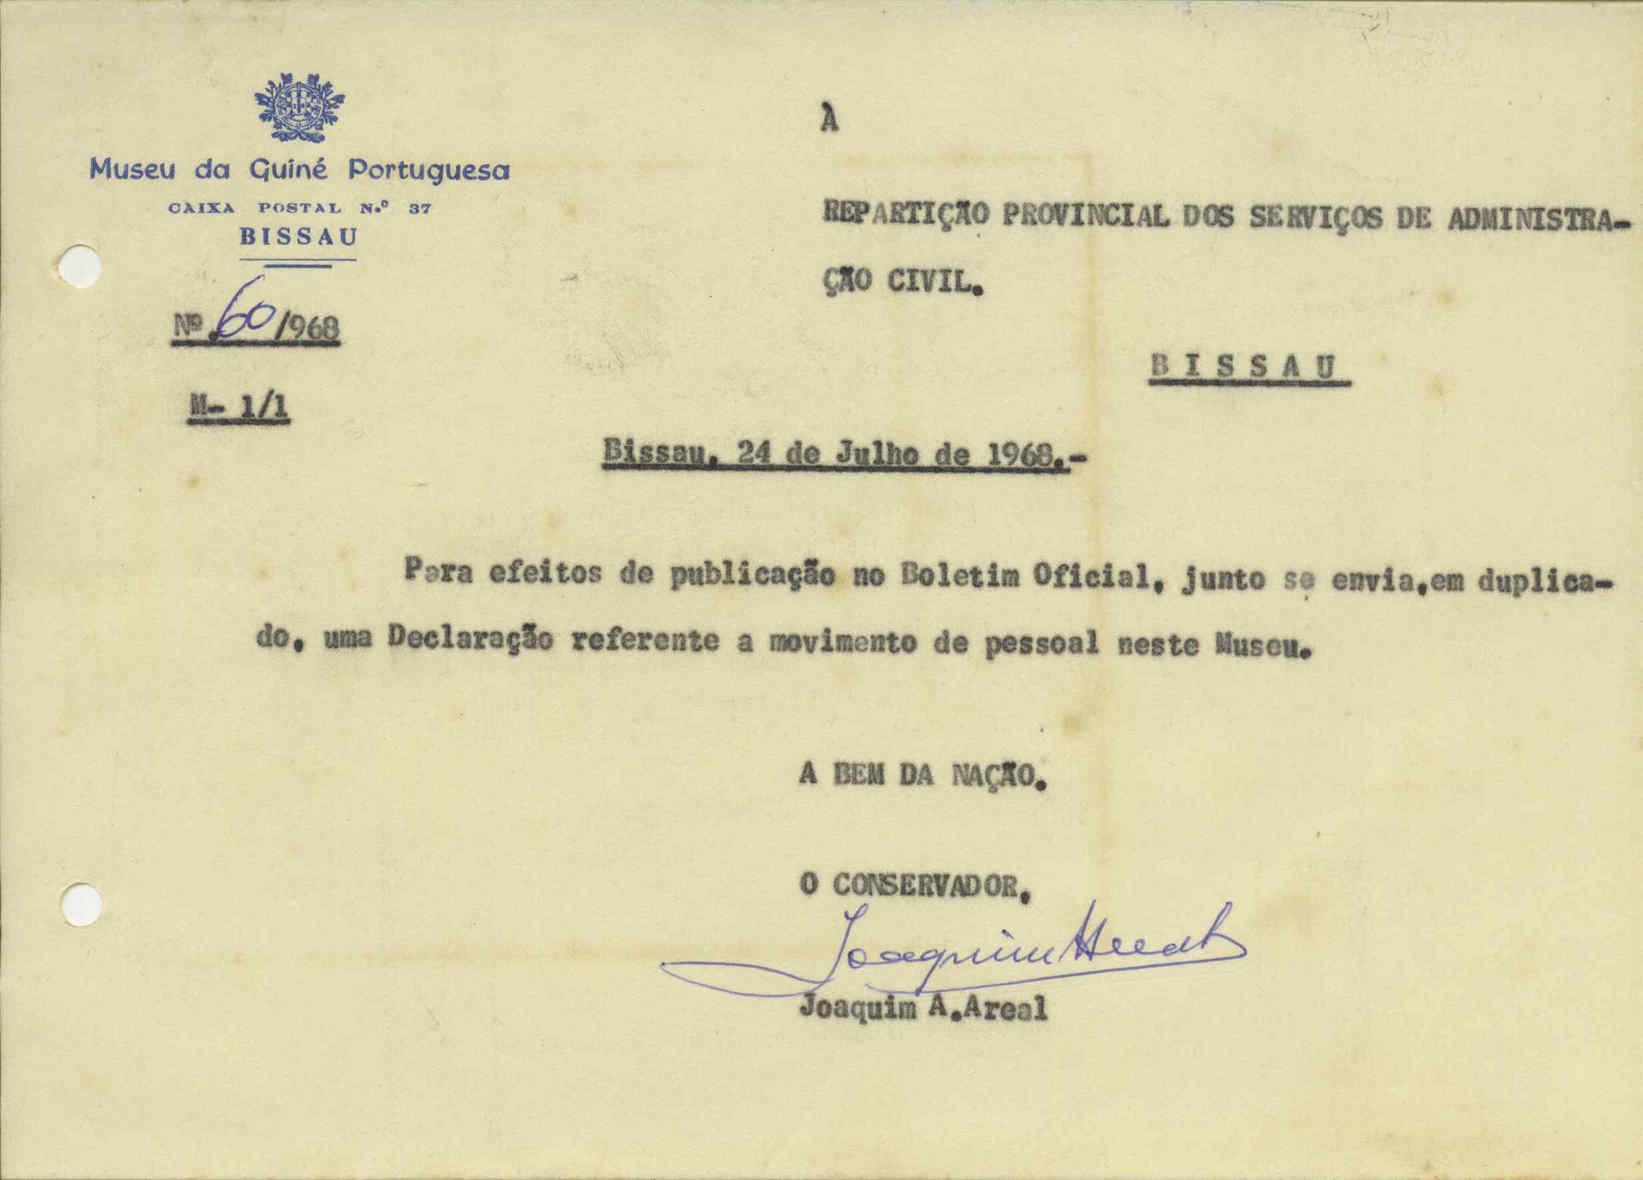 Museu da Guiné Portuguesa
CAIXA POSTAL N.º 37
BISSAU
Nº.60/968
M- 1/1
À
REPARTIÇÃO PROVINCIAL DOS SERVIÇOS DE ADMINISTRA-
ÇÃO CIVIL.
B I S S A U
Bissau, 24 de Julho de 1968.-
Para efeitos de publicação no Boletim Oficial, junto se envia,em duplica-
do, uma Declaração referente a movimento de pessoal neste Museu.
A BEM DA NAÇÃO.
O CONSERVADOR,
Joaquim A. Areal
Joaquim A.Areal